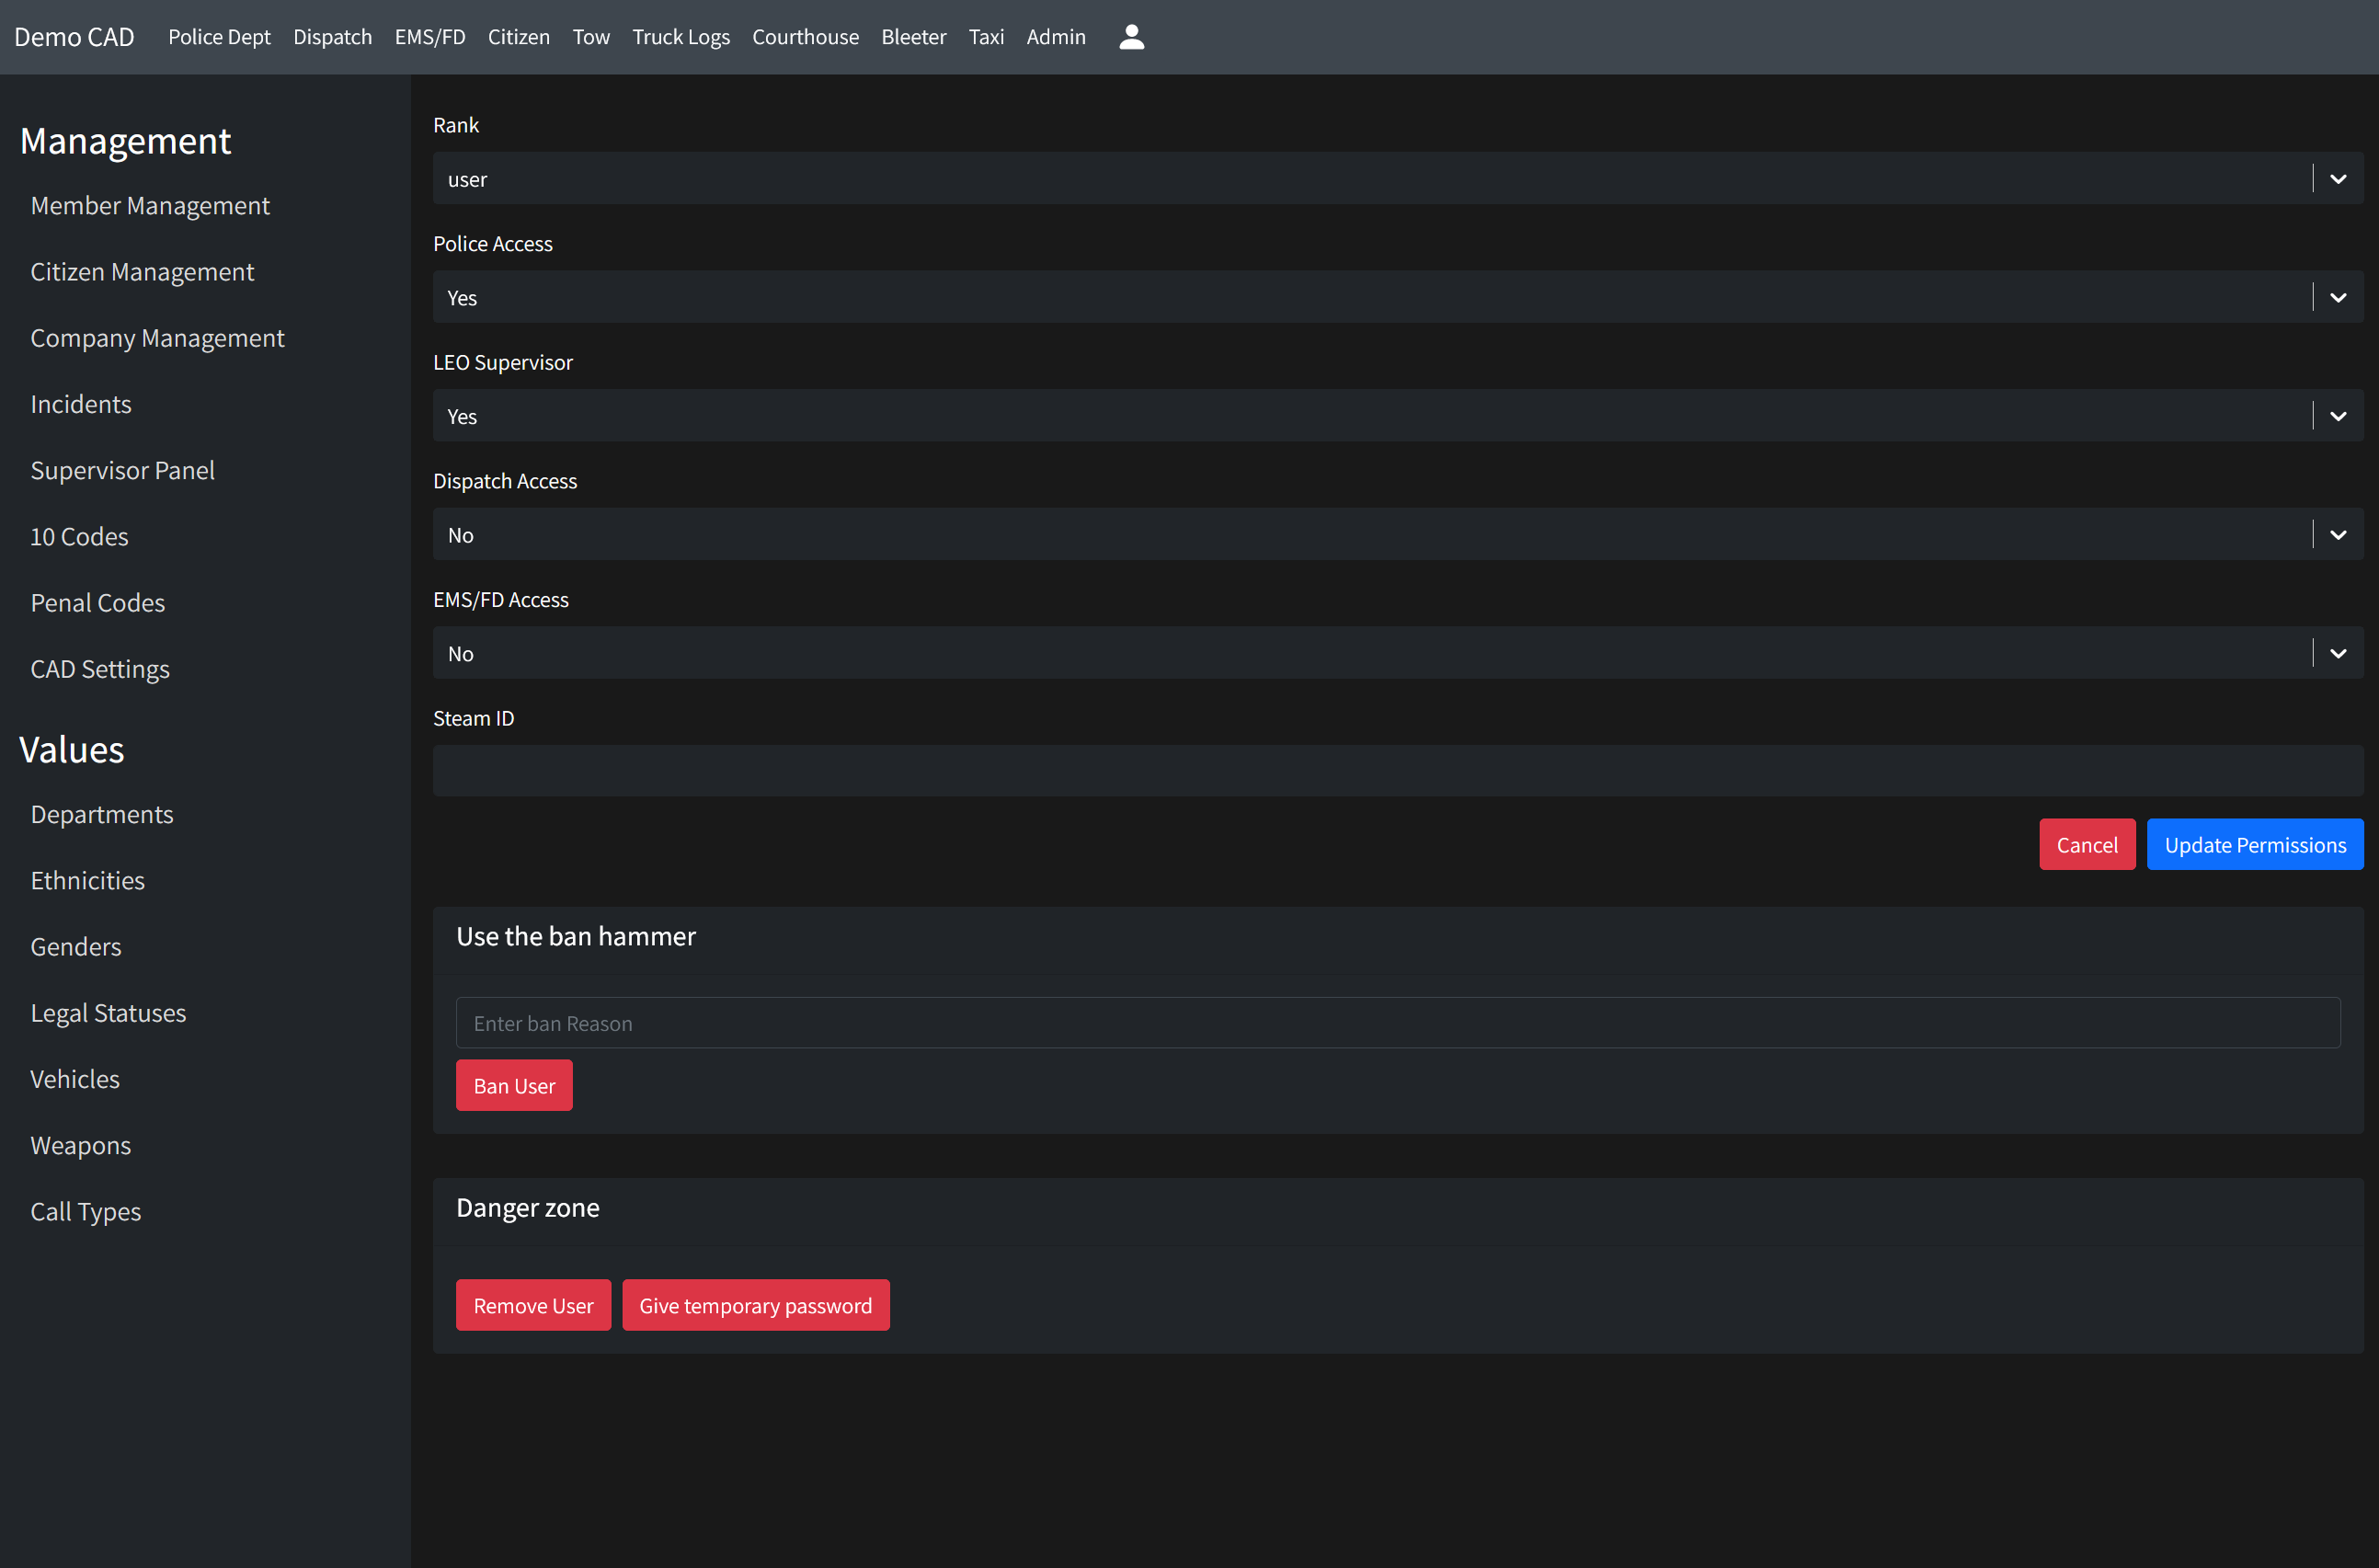 Demo CAD Police Dept Dispatch EMS/FD Citizen Tow Truck Logs Courthouse Bleeter Taxi Admin
Management
Member Management
Citizen Management
Company Management
Incidents
Supervisor Panel
10 Codes
Penal Codes
CAD Settings
Values
Departments
Ethnicities
Genders
Legal Statuses
Vehicles
Weapons
Call Types
Rank
user
Police Access
Yes
LEO Supervisor
Yes
Dispatch Access
No
EMS/FD Access
No
Steam ID
Cancel Update Permissions
Use the ban hammer
Enter ban Reason
Ban User
Danger zone
Remove User Give temporary password